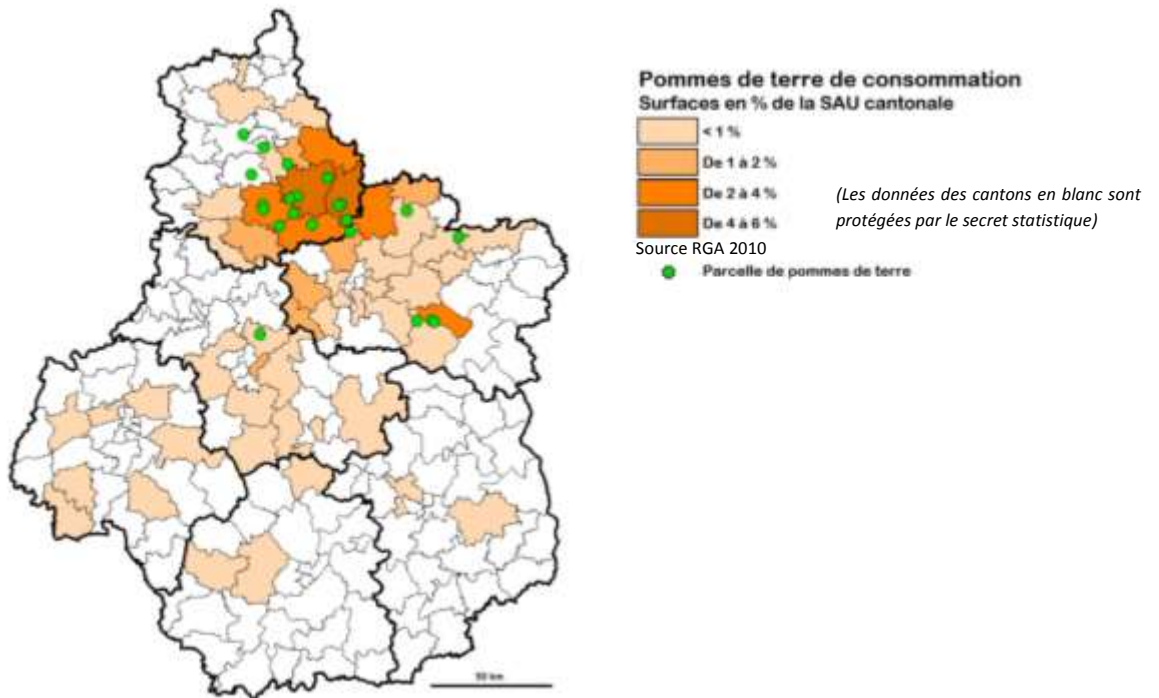 Pommes de terre de consommation
Surfaces en % de la SAU cantonale
< 1 %
De 1 à 2 %
De 2 à 4 %
De 4 à 6 %
(Les données des cantons en blanc sont
protégées par le secret statistique)
Source RGA 2010
Parcelle de pommes de terre
50 km